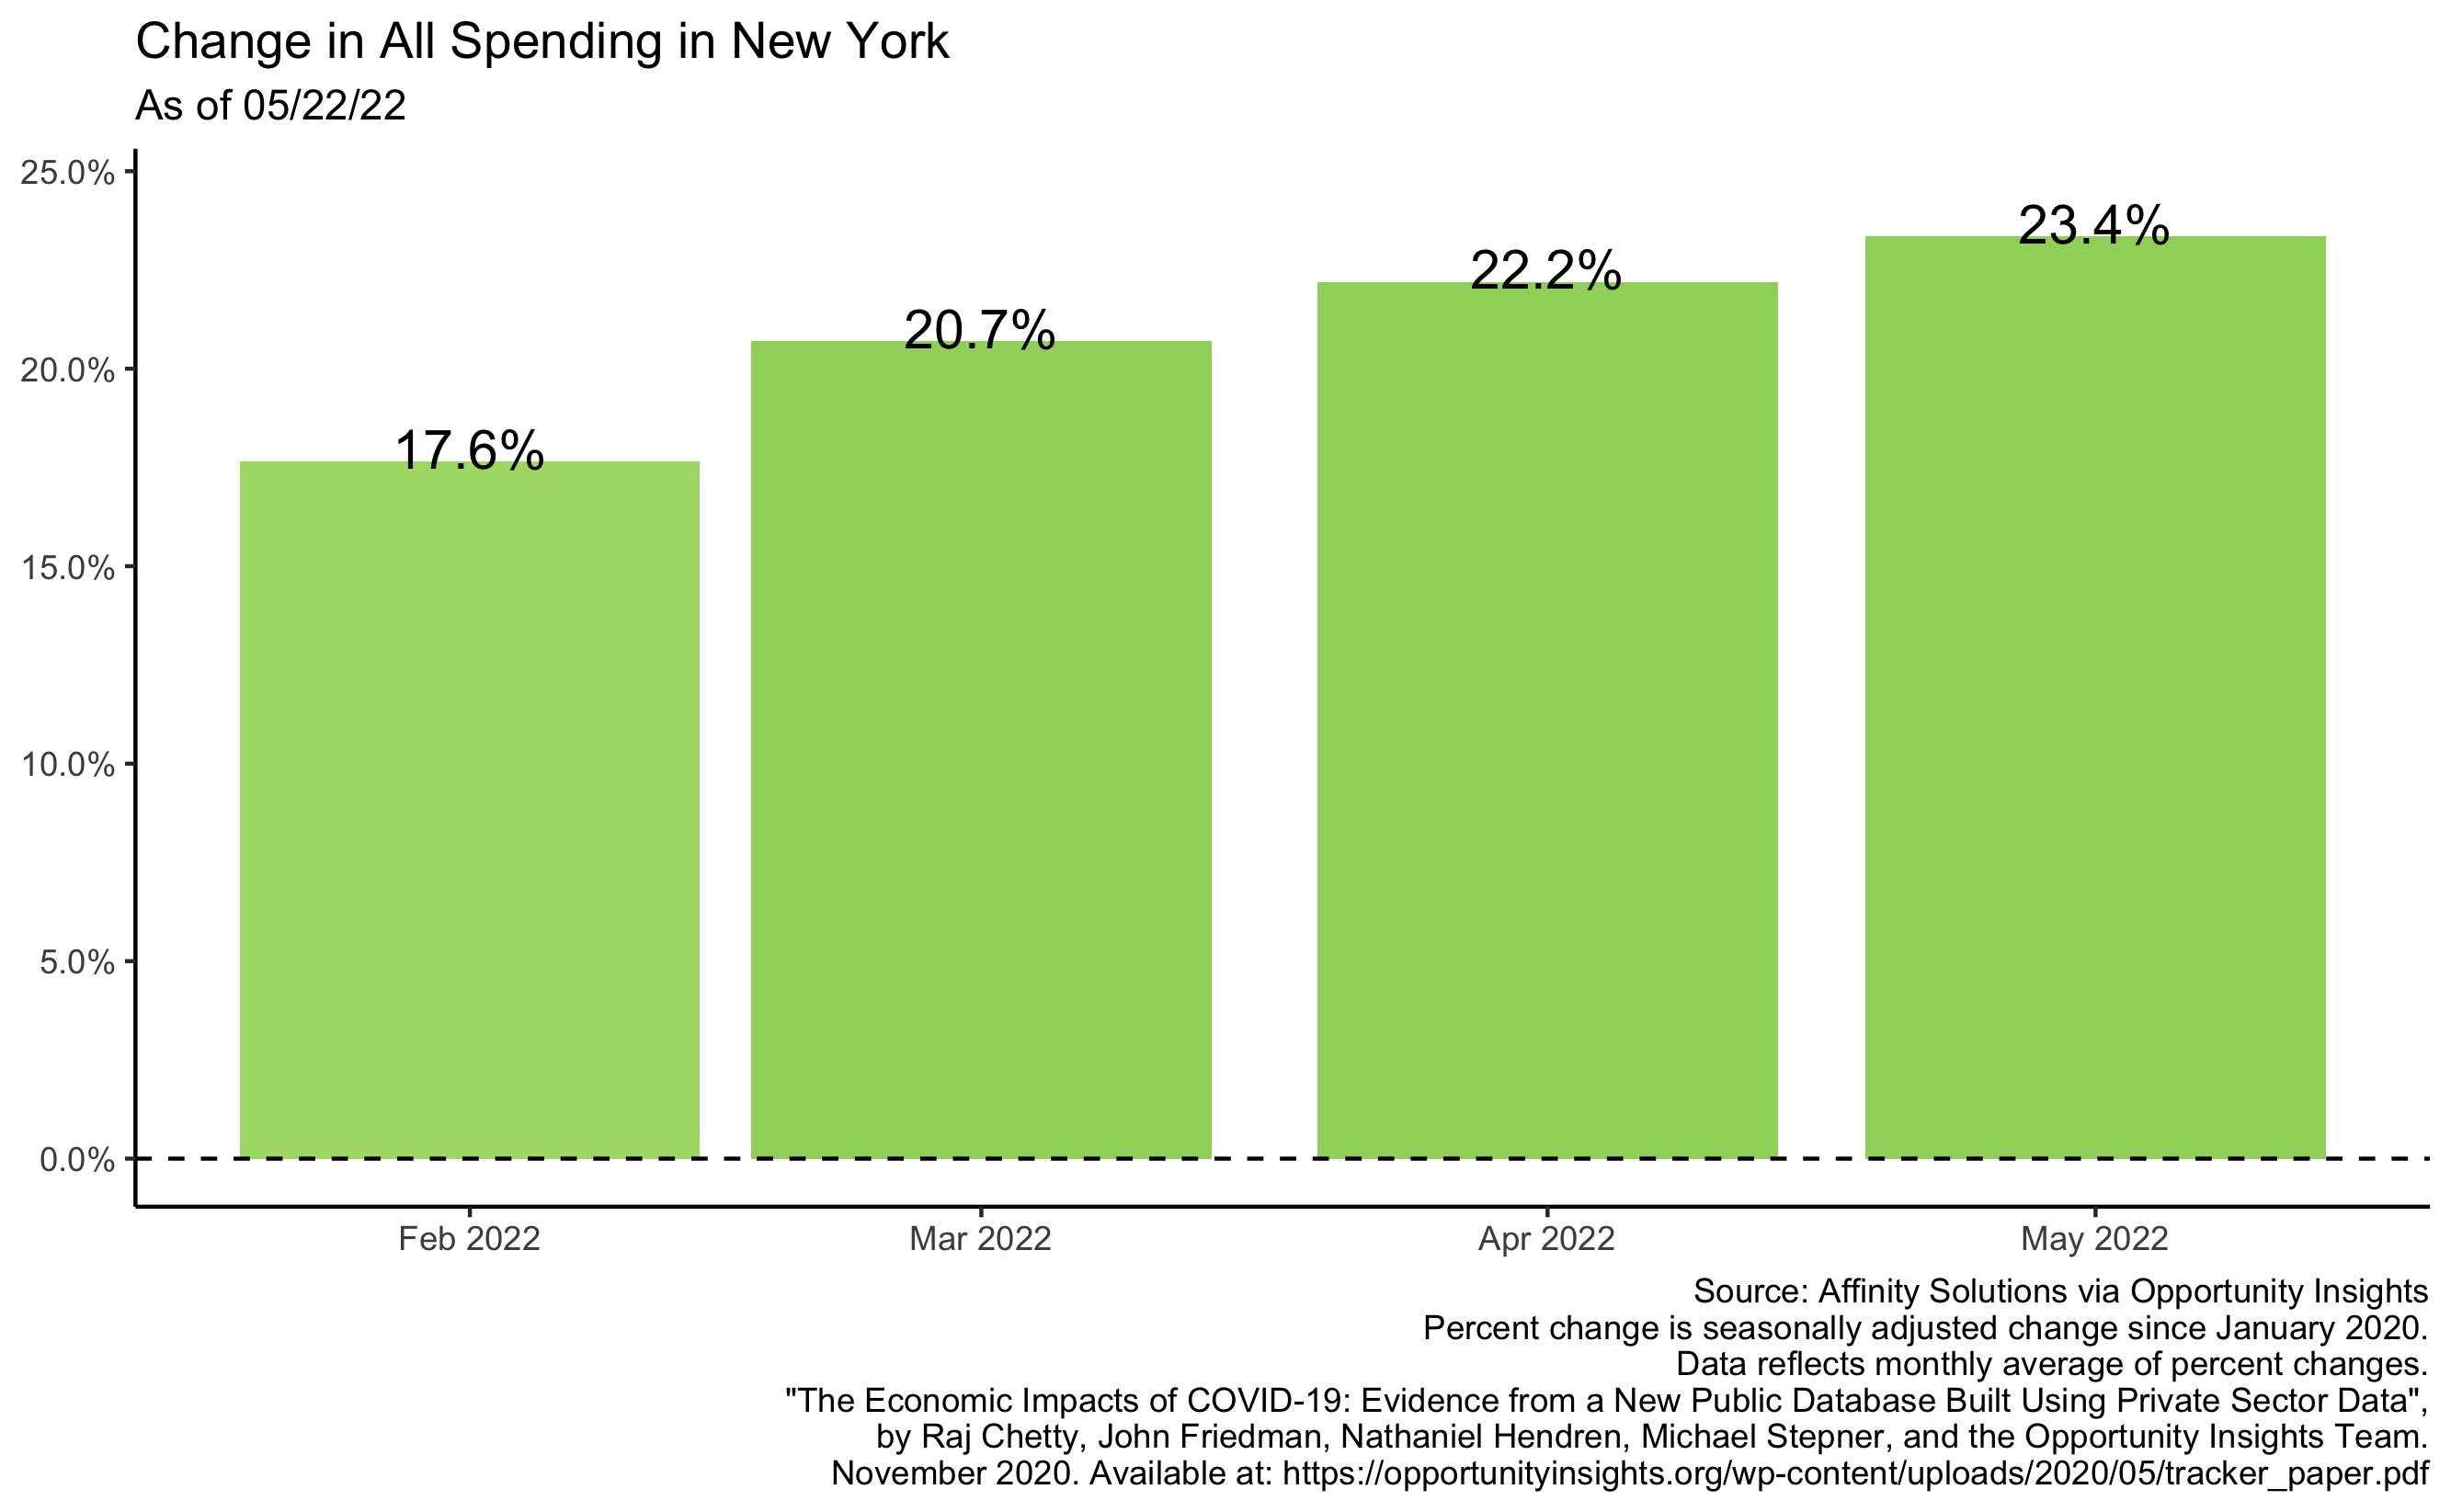 Change in All Spending in New York
As of 05/22/22
25.0%
20.0%
15.0%
10.0%
5.0%
0.0%
17.6%
20.7%
22.2%
23.4%
Feb 2022
Mar 2022
Apr 2022
May 2022
Source: Affinity Solutions via Opportunity Insights
Percent change is seasonally adjusted change since January 2020.
Data reflects monthly average of percent changes.
"The Economic Impacts of COVID-19: Evidence from a New Public Database Built Using Private Sector Data",
by Raj Chetty, John Friedman, Nathaniel Hendren, Michael Stepner, and the Opportunity Insights Team.
November 2020. Available at: https://opportunityinsights.org/wp-content/uploads/2020/05/tracker_paper.pdf